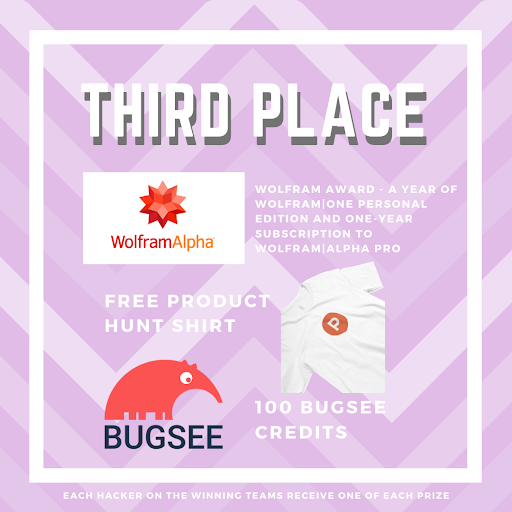 THIRD PLACE
WolframAlpha
WOLFRAM AWARD - A YEAR OF
WOLFRAM|ONE PERSONAL
EDITION AND ONE-YEAR
SUBSCRIPTION TO
WOLFRAM|ALPHA PRO
FREE PRODUCT
HUNT SHIRT
P
BUGSEE
100 BUGSEE
CREDITS
EACH HACKER ON THE WINNING TEAMS RECEIVE ONE OF EACH PRIZE